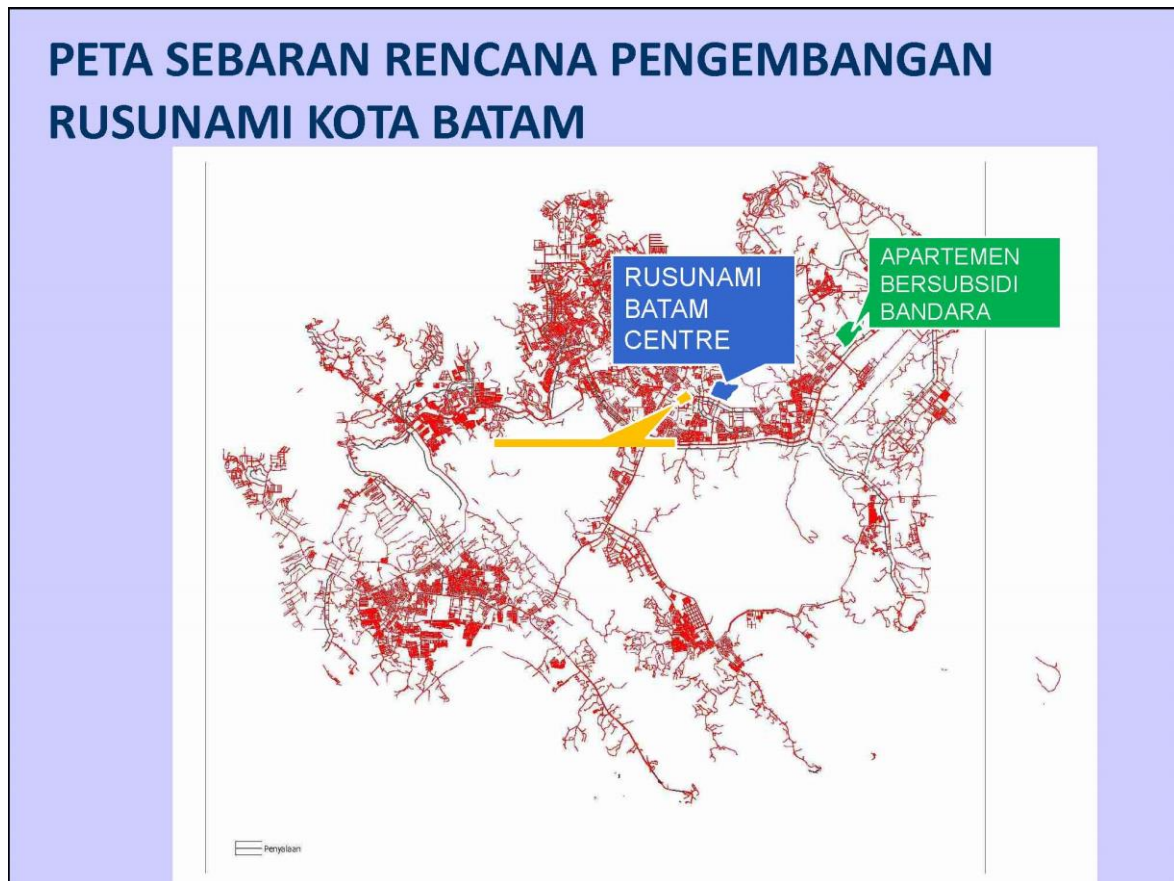 PETA SEBARAN RENCANA PENGEMBANGAN
RUSUNAMI KOTA BATAM
RUSUNAMI
BATAM
CENTRE
APARTEMEN
BERSUBSIDI
BANDARA
Penyalaan